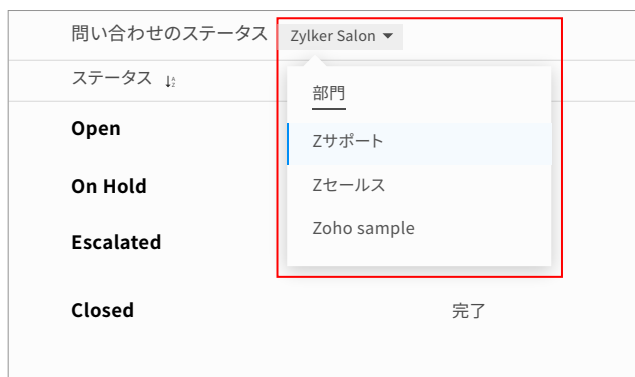 問い合わせのステータス Zylker Salon
ステータス
部門
Open
Zサポート
On Hold
Zセールス
Zoho sample
Escalated
Closed 完了